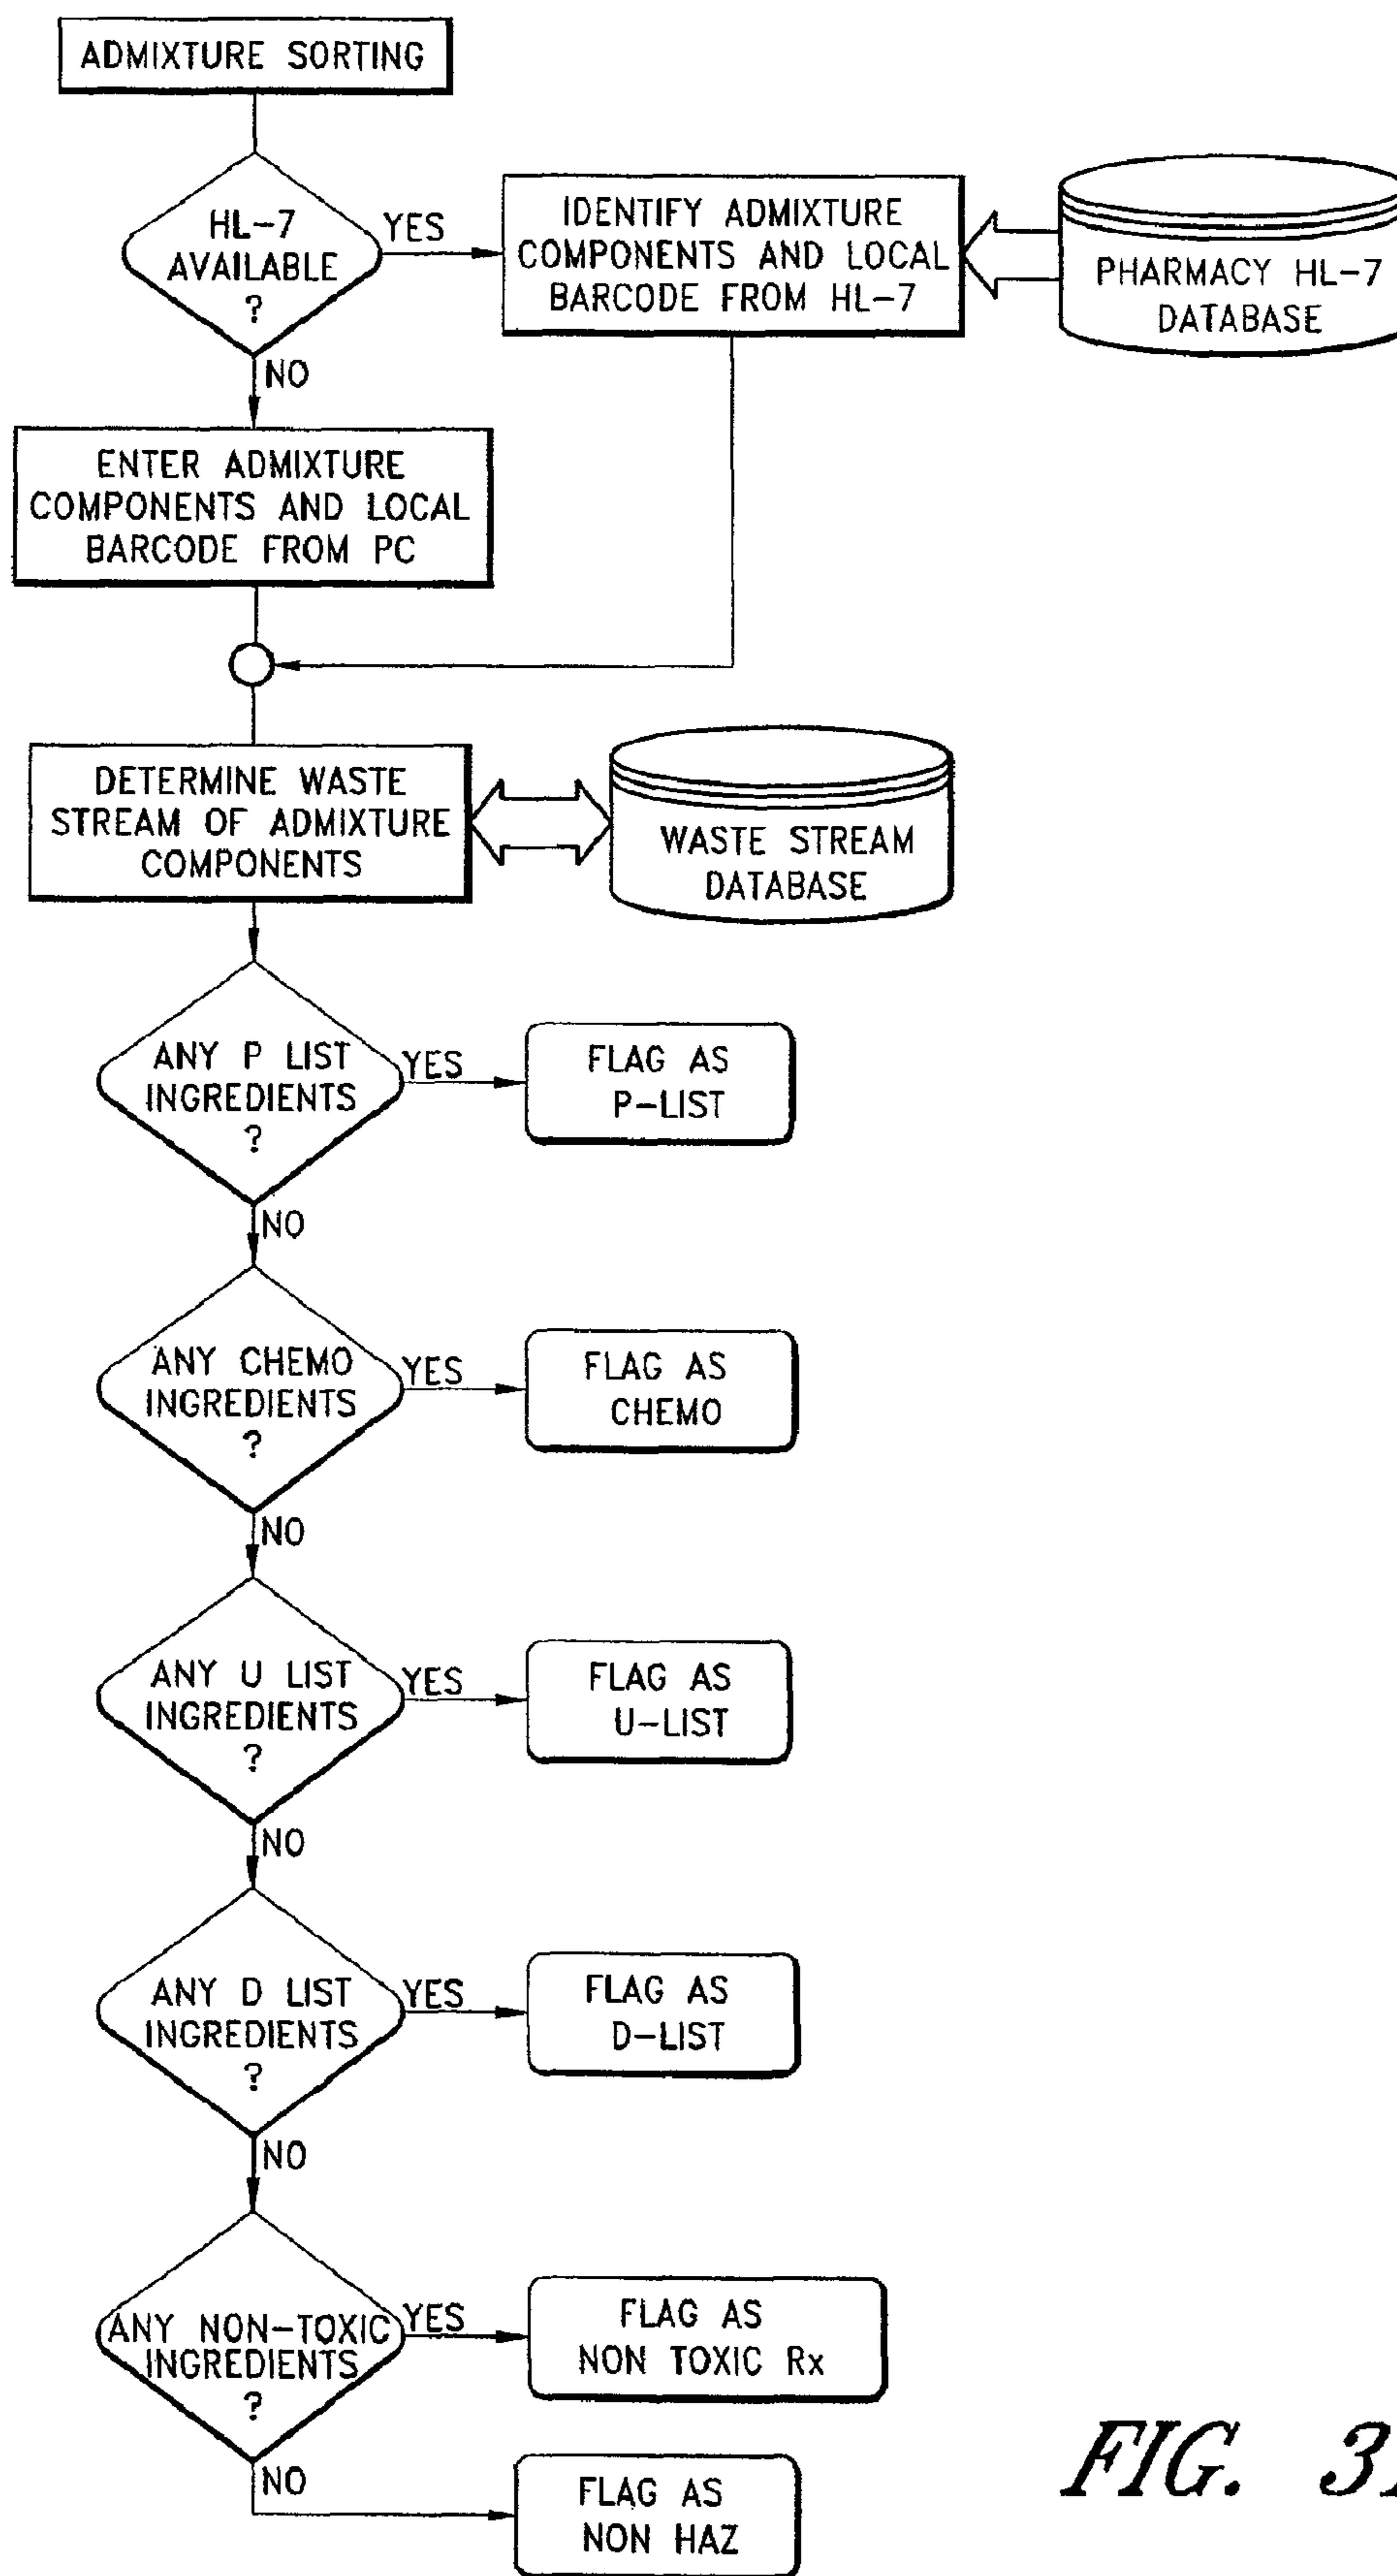 ADMIXTURE SORTING
HL-7
AVAILABLE
?
YES
IDENTIFY ADMIXTURE
COMPONENTS AND LOCAL
BARCODE FROM HL-7
PHARMACY HL-7
DATABASE
NO
ENTER ADMIXTURE
COMPONENTS AND LOCAL
BARCODE FROM PC
DETERMINE WASTE
STREAM OF ADMIXTURE
COMPONENTS
WASTE STREAM
DATABASE
ANY P LIST
INGREDIENTS
?
YES
FLAG AS
P-LIST
NO
ANY CHEMO
INGREDIENTS
?
YES
FLAG AS
CHEMO
NO
ANY U LIST
INGREDIENTS
?
YES
FLAG AS
U-LIST
NO
ANY D LIST
INGREDIENTS
?
YES
FLAG AS
D-LIST
NO
ANY NON-TOXIC
INGREDIENTS
?
YES
FLAG AS
NON TOXIC Rx
NO
FLAG AS
NON HAZ
FIG.